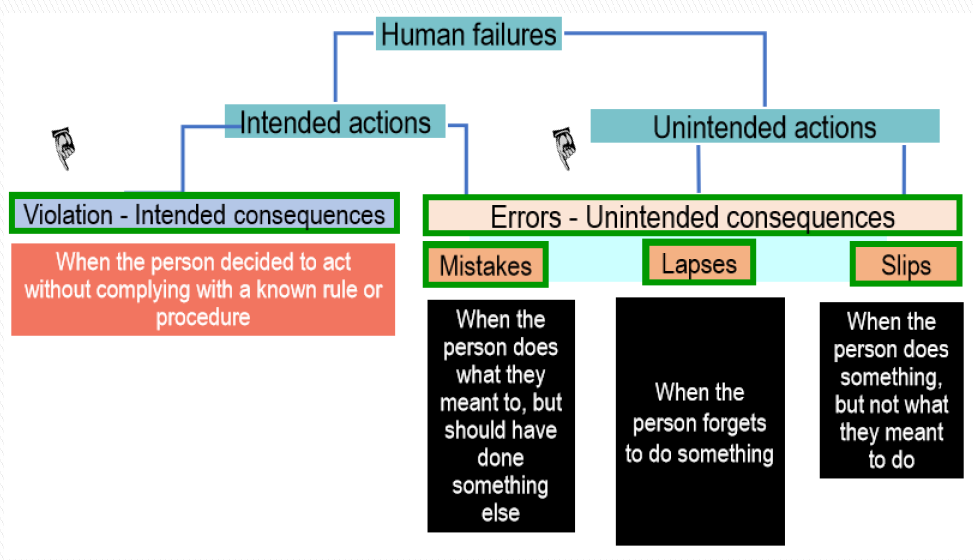 Human failures
Intended actions
Unintended actions
Violation - Intended consequences
Errors - Unintended consequences
When the person decided to act
without complying with a known rule or
procedure
Mistakes
Lapses
Slips
When the
person does
what they
meant to, but
should have
done
something
else
When the
person forgets
to do something
When the
person does
something,
but not what
they meant
to do